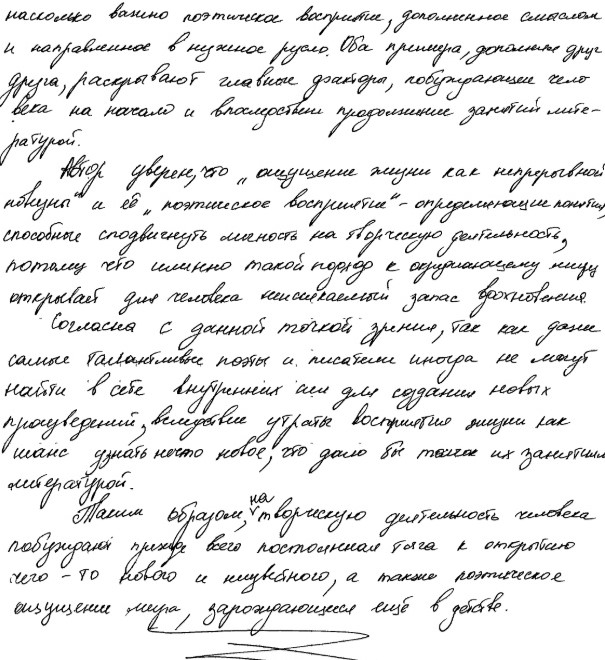 насколько важно поэтическое восприятие, дополненное смыслом
и направленное в нужное русло. Оба примера, дополняя друг
друга, раскрывают главные факторы, побуждающие чело
века на начало и впоследствии продолжение занятий лите-
ратурой.
Автор уверен, что „ощущение жизни как непрерывной
новизны" и её „поэтическое восприятие" - определяющие понятия,
способные сподвигнуть личность на творческую деятельность,
потому что именно такой подход к окружающему миру
открывает для человека неиссякаемый запас вдохновения.
Согласна с данной точкой зрения, так как даже
самые талантливые поэты и писатели иногда не могут
найти в себе внутренних сил для создания новых
произведений, вследствие утраты восприятия жизни как
шанс узнать нечто новое, что дало бы толчок их занятиям
литературой.
Таким образом, на творческую деятельность человека
побуждают прежде всего постоянная тяга к открытию
чего-то нового и неизвестного, а также поэтическое
ощущение мира, зарождающееся ещё в детстве.